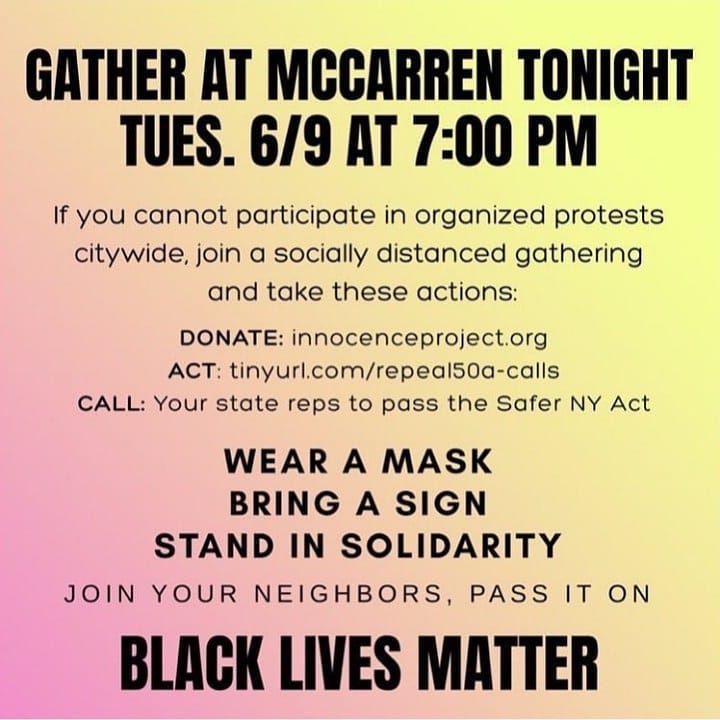 GATHER AT MCCARREN TONIGHT
TUES. 6/9 AT 7:00 PM
If you cannot participate in organized protests
citywide, join a socially distanced gathering
and take these actions:
DONATE: innocenceproject.org
ACT: tinyurl.com/repeal50a-calls
CALL: Your state reps to pass the Safer NY Act
WEAR A MASK
BRING A SIGN
STAND IN SOLIDARITY
JOIN YOUR NEIGHBORS, PASS IT ON
BLACK LIVES MATTER